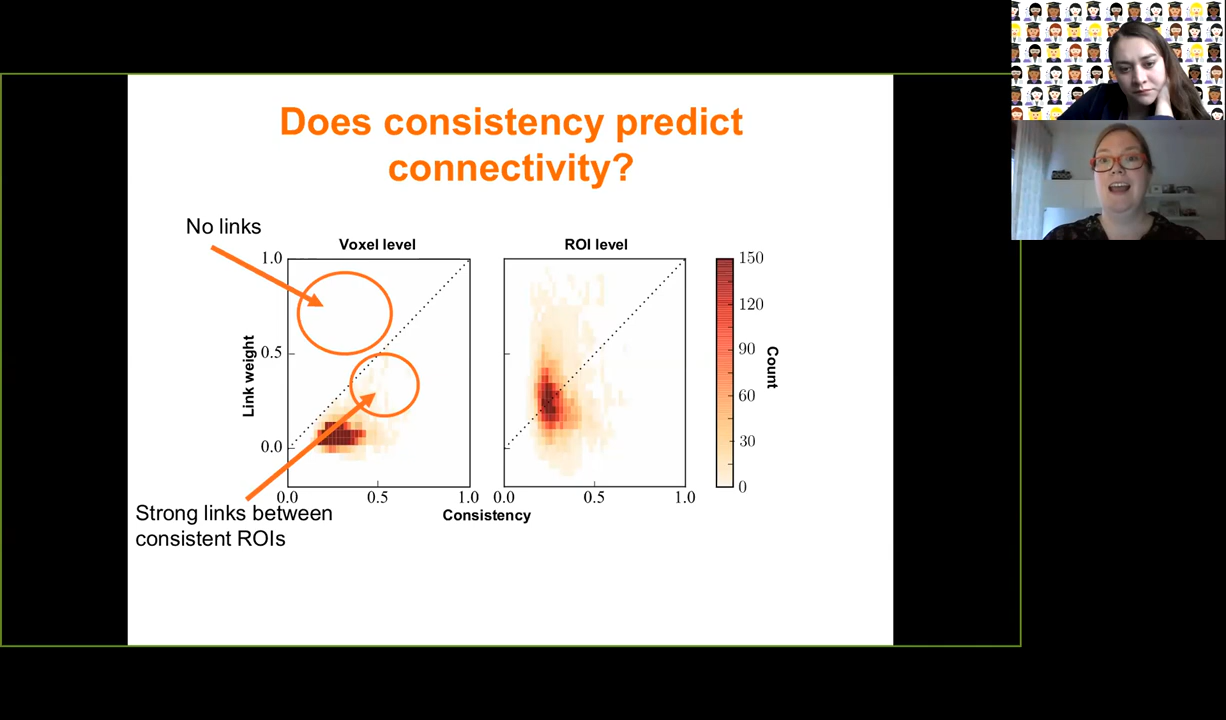 Does consistency predict
connectivity?
No links
Voxel level
ROI level
1.0
0.5
0.0
Link weight
0.0
0.5
1.0
0.0
0.5
1.0
Consistency
150
120
90
60
30
0
Count
Strong links between
consistent ROIs